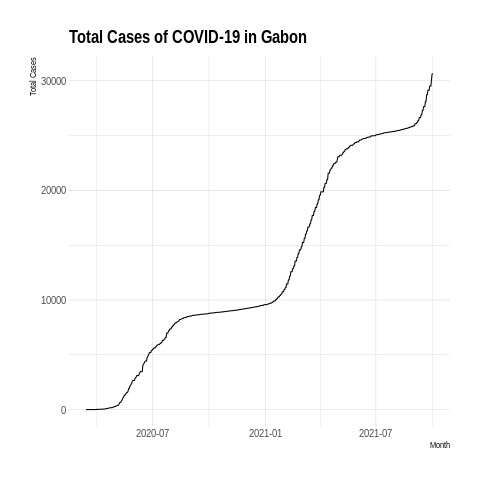 Total Cases of COVID-19 in Gabon
Total Cases
30000
20000
10000
0
2020-07
2021-01
2021-07
Month